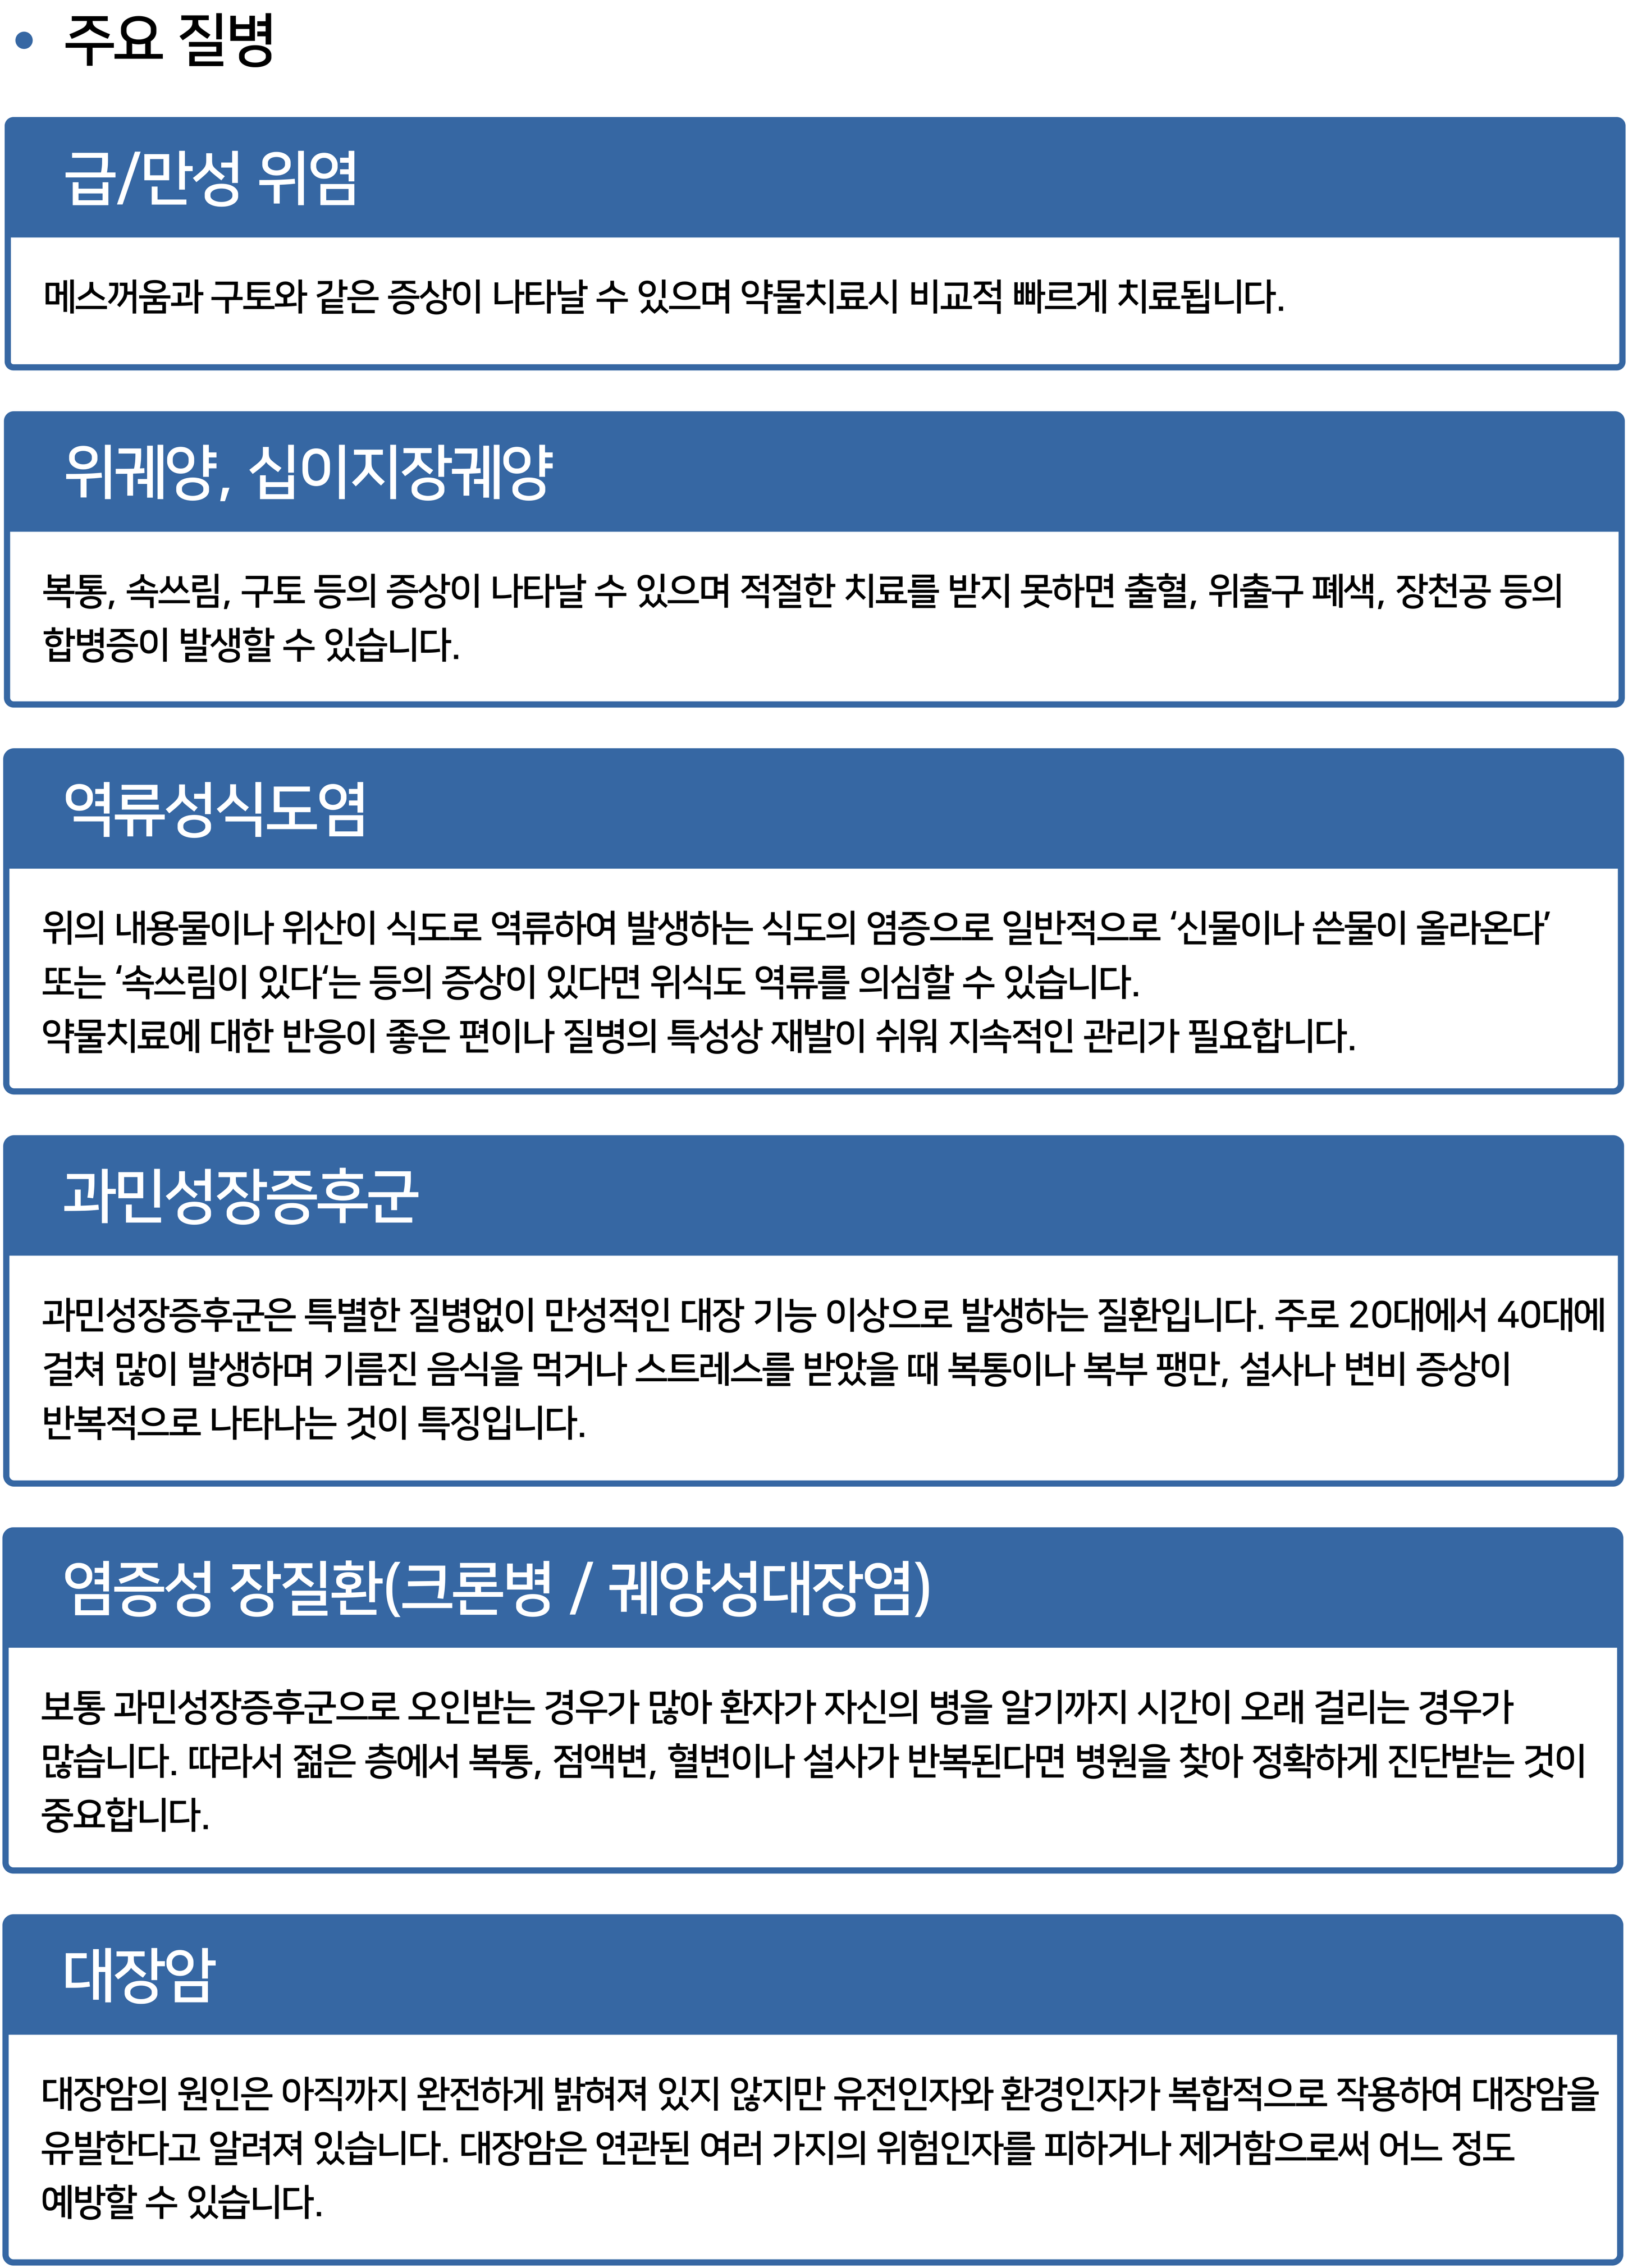 • 주요 질병
급/만성 위염
메스꺼움과 구토와 같은 증상이 나타날 수 있으며 약물치료시 비교적 빠르게 치료됩니다.
위궤양, 십이지장궤양
복통, 속쓰림, 구토 등의 증상이 나타날 수 있으며 적절한 치료를 받지 못하면 출혈, 위출구 폐색, 장천공 등의
합병증이 발생할 수 있습니다.
역류성식도염
위의 내용물이나 위산이 식도로 역류하여 발생하는 식도의 염증으로 일반적으로 ‘신물이나 쓴물이 올라온다’
또는 ‘속쓰림이 있다‘는 등의 증상이 있다면 위식도 역류를 의심할 수 있습니다.
약물치료에 대한 반응이 좋은 편이나 질병의 특성상 재발이 쉬워 지속적인 관리가 필요합니다.
과민성장증후군
과민성장증후군은 특별한 질병없이 만성적인 대장 기능 이상으로 발생하는 질환입니다. 주로 20대에서 40대에
걸쳐 많이 발생하며 기름진 음식을 먹거나 스트레스를 받았을 때 복통이나 복부 팽만, 설사나 변비 증상이
반복적으로 나타나는 것이 특징입니다.
염증성 장질환(크론병 / 궤양성대장염)
보통 과민성장증후군으로 오인받는 경우가 많아 환자가 자신의 병을 알기까지 시간이 오래 걸리는 경우가
많습니다. 따라서 젊은 층에서 복통, 점액변, 혈변이나 설사가 반복된다면 병원을 찾아 정확하게 진단받는 것이
중요합니다.
대장암
대장암의 원인은 아직까지 완전하게 밝혀져 있지 않지만 유전인자와 환경인자가 복합적으로 작용하여 대장암을
유발한다고 알려져 있습니다. 대장암은 연관된 여러 가지의 위험인자를 피하거나 제거함으로써 어느 정도
예방할 수 있습니다.